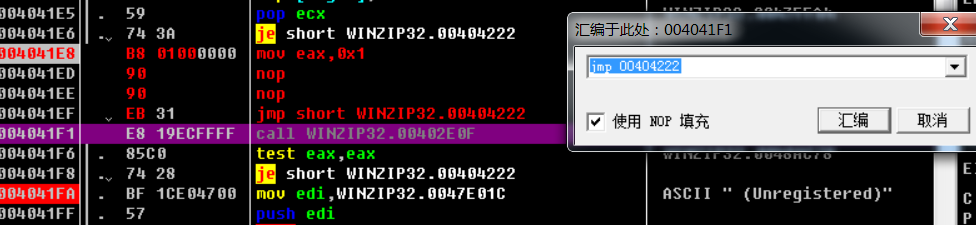 004041E5 . 59 pop ecx
004041E6 .⌄ 74 3A je short WINZIP32.00404222
004041E8 B8 01000000 mov eax,0x1
004041ED 90 nop
004041EE 90 nop
004041EF ⌄ EB 31 jmp short WINZIP32.00404222
004041F1 E8 19ECFFFF call WINZIP32.00402E0F
004041F6 . 85C0 test eax,eax
004041F8 .⌄ 74 28 je short WINZIP32.00404222
004041FA . BF 1CE04700 mov edi,WINZIP32.0047E01C ASCII " (Unregistered)"
004041FF . 57 push edi
汇编于此处：004041F1
jmp 00404222
使用 NOP 填充
汇编
取消